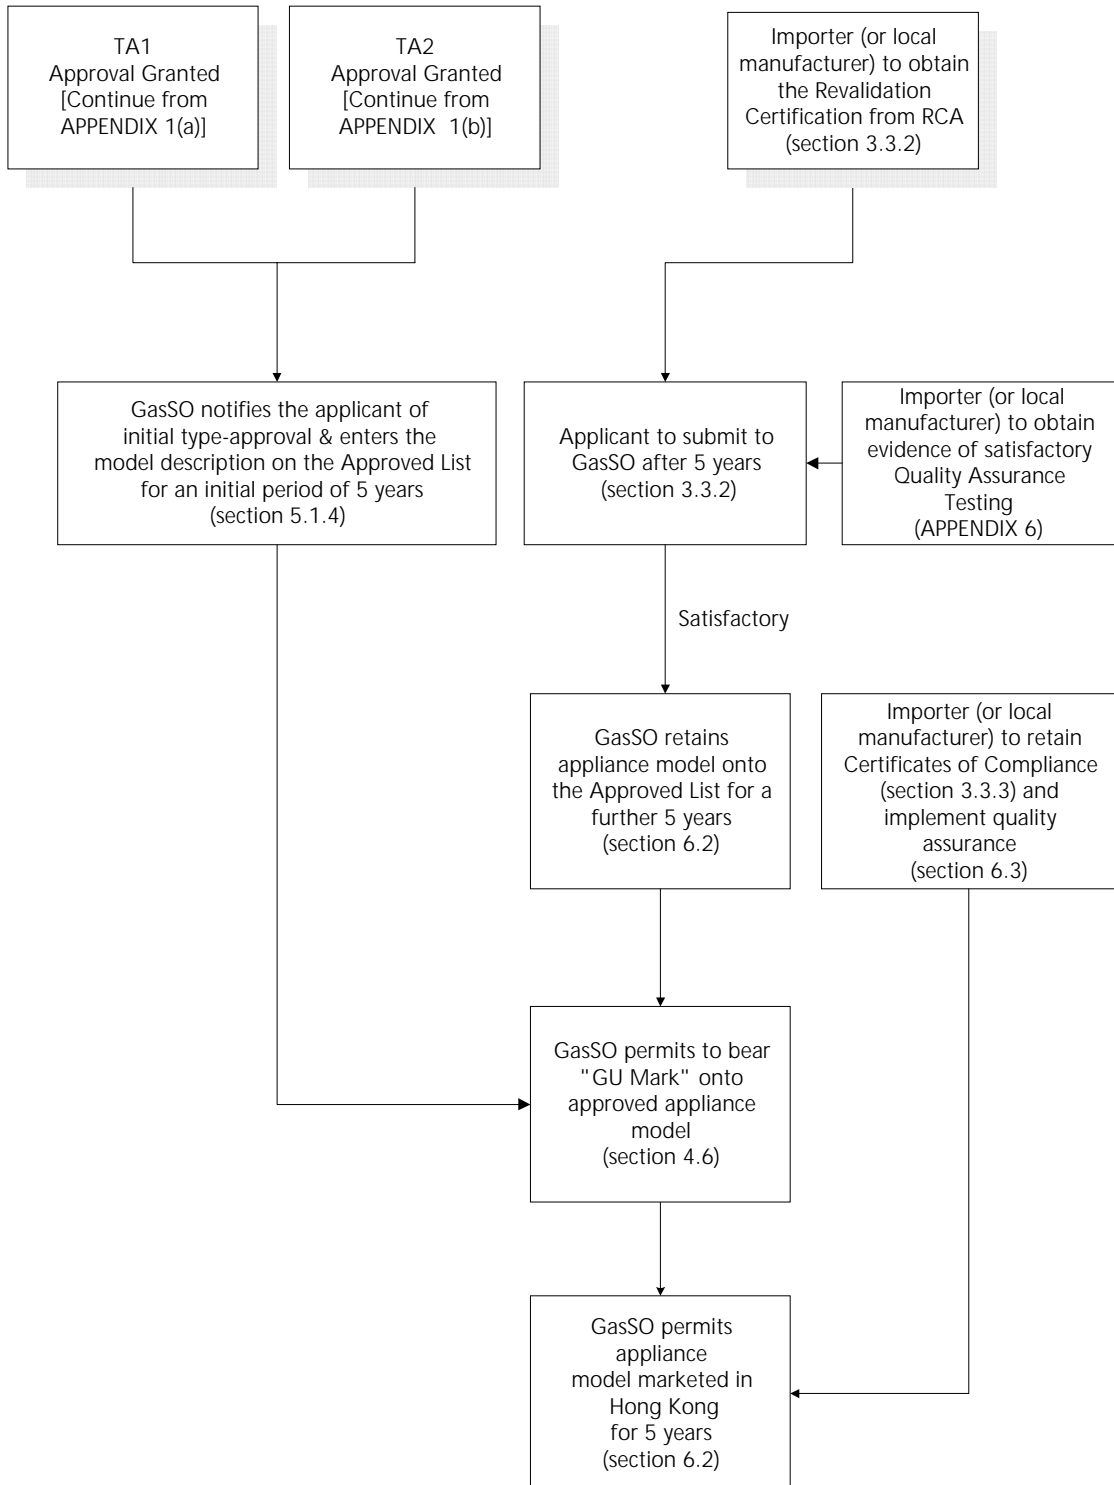 TA1
Approval Granted
[Continue from
APPENDIX 1(a)]
TA2
Approval Granted
[Continue from
APPENDIX 1(b)]
Importer (or local
manufacturer) to obtain
the Revalidation
Certification from RCA
(section 3.3.2)
GasSO notifies the applicant of
initial type-approval & enters the
model description on the Approved List
for an initial period of 5 years
(section 5.1.4)
Applicant to submit to
GasSO after 5 years
(section 3.3.2)
Importer (or local
manufacturer) to obtain
evidence of satisfactory
Quality Assurance
Testing
(APPENDIX 6)
Satisfactory
GasSO retains
appliance model onto
the Approved List for a
further 5 years
(section 6.2)
Importer (or local
manufacturer) to retain
Certificates of Compliance
(section 3.3.3) and
implement quality
assurance
(section 6.3)
GasSO permits to bear
"GU Mark" onto
approved appliance
model
(section 4.6)
GasSO permits
appliance
model marketed in
Hong Kong
for 5 years
(section 6.2)